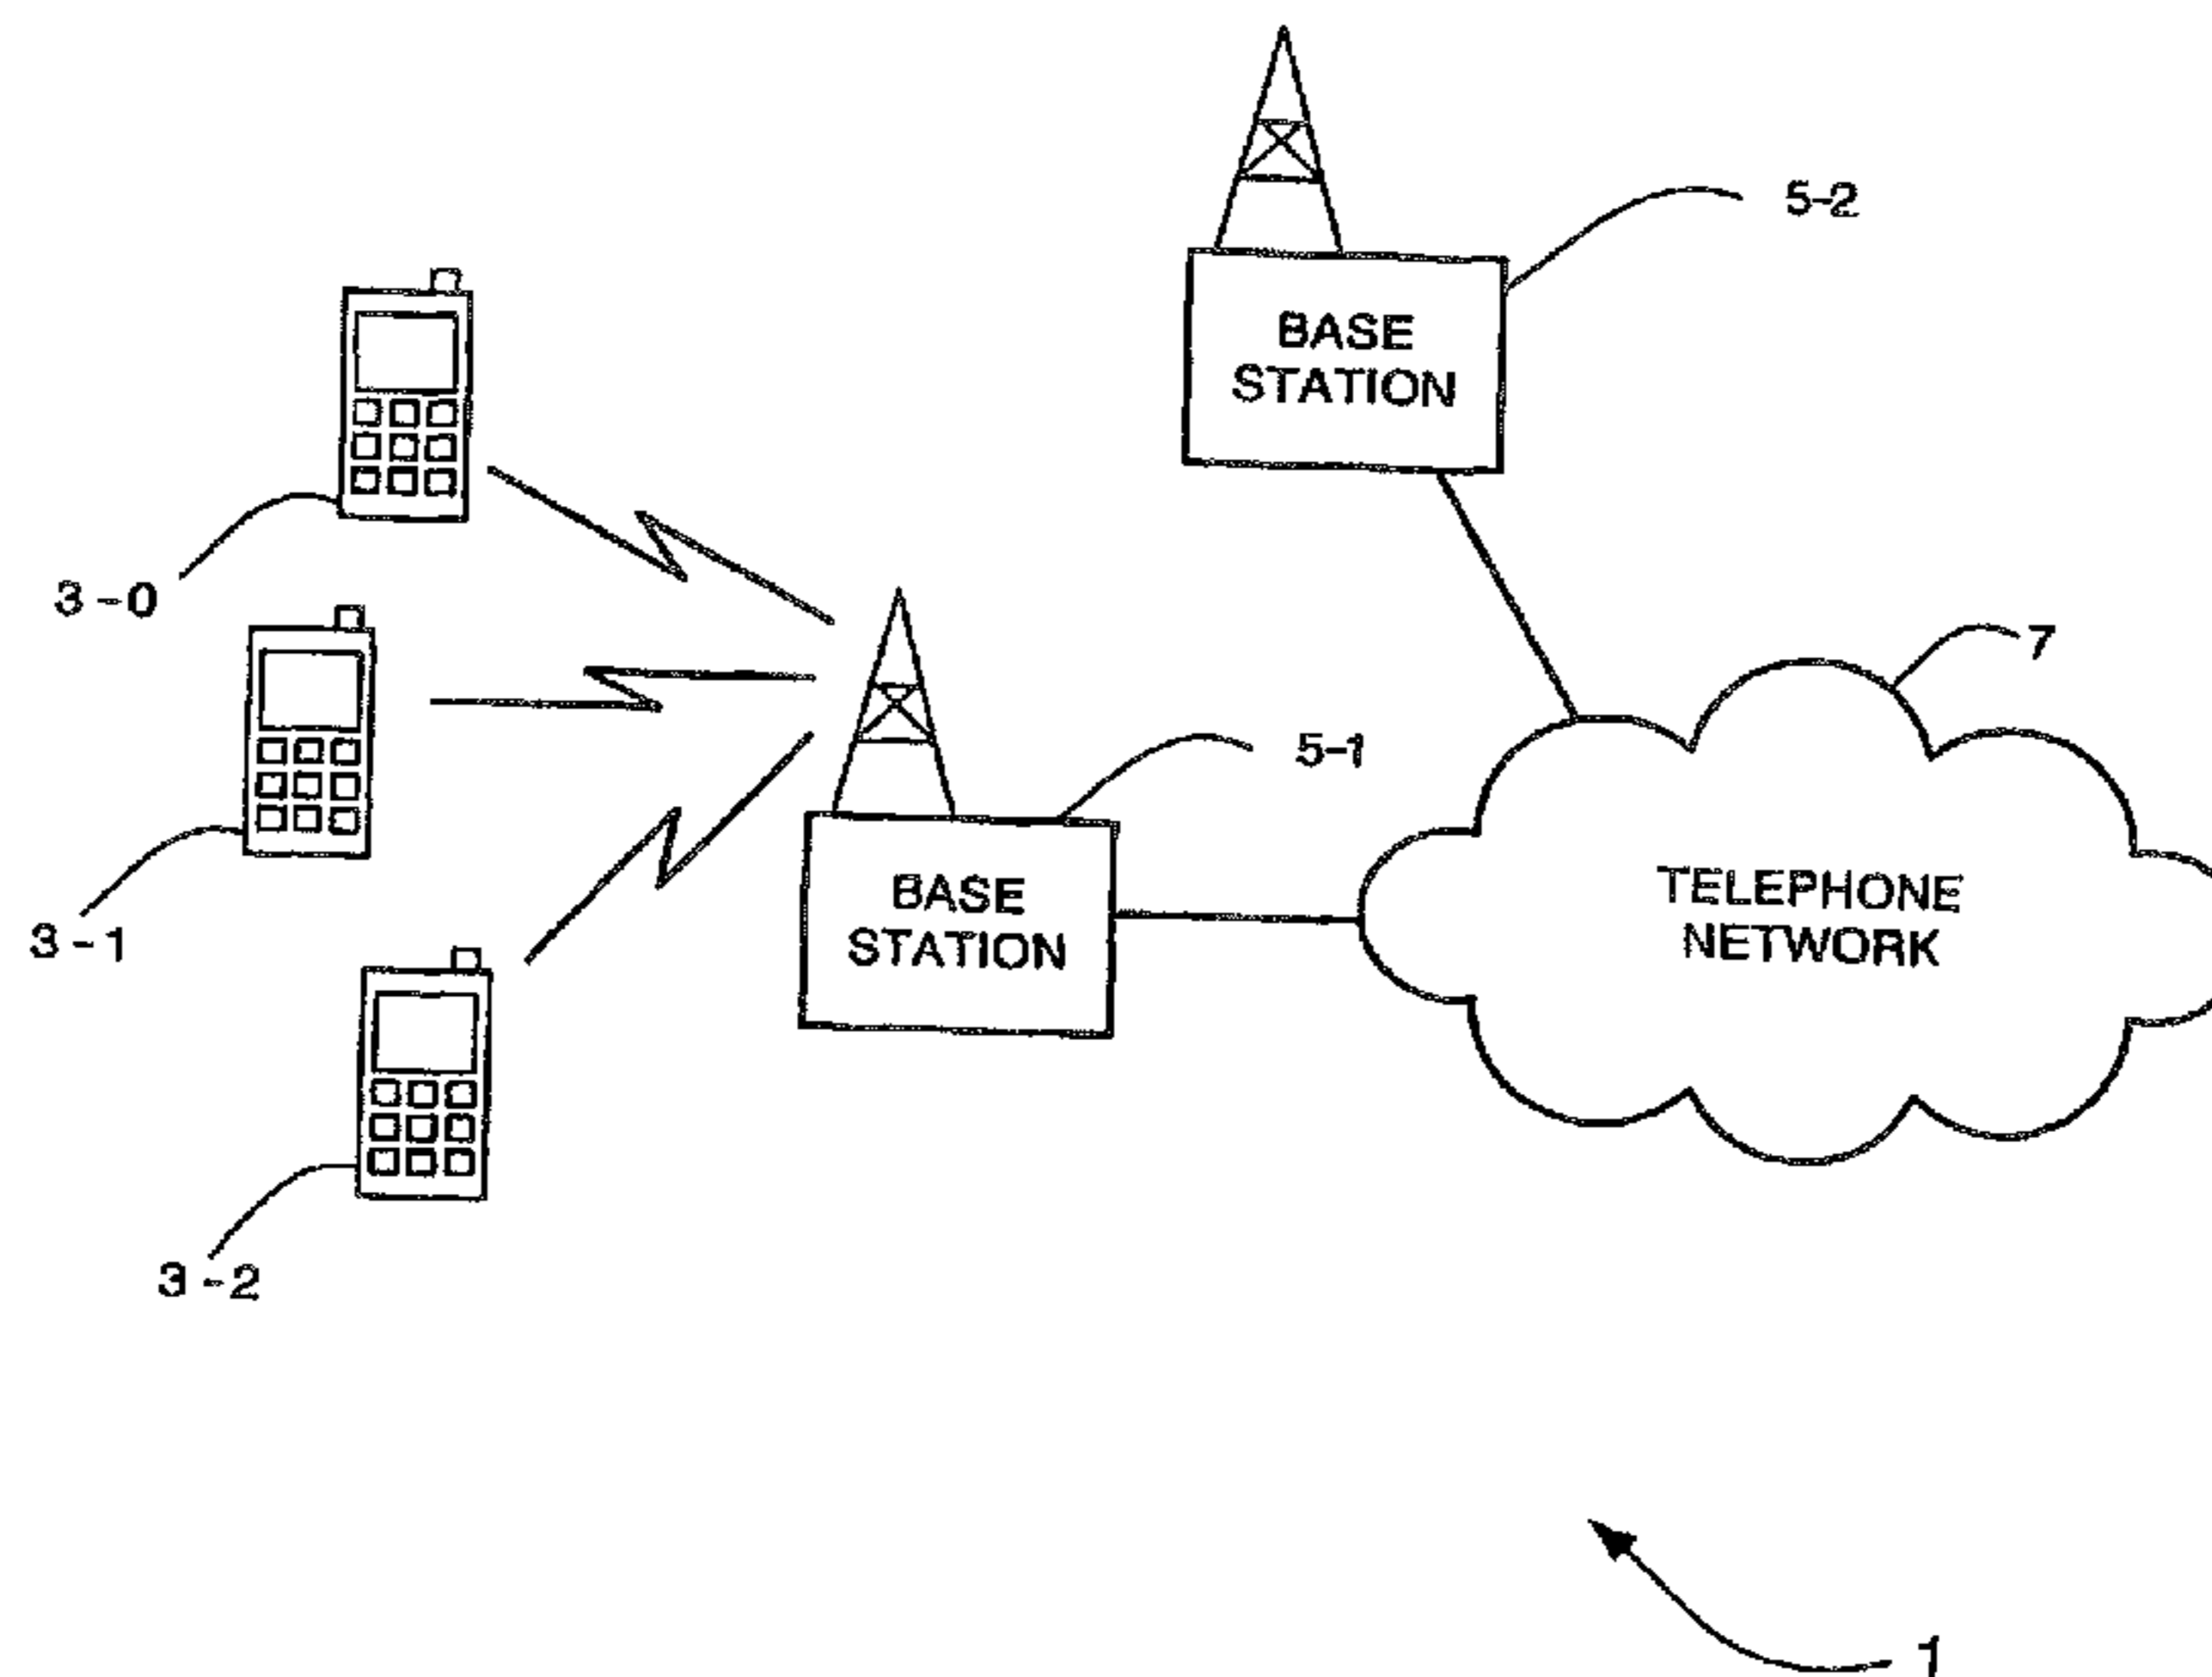 5-2
BASE
STATION
3-0
7
5-1
3-1
BASE
STATION
TELEPHONE
NETWORK
3-2
1